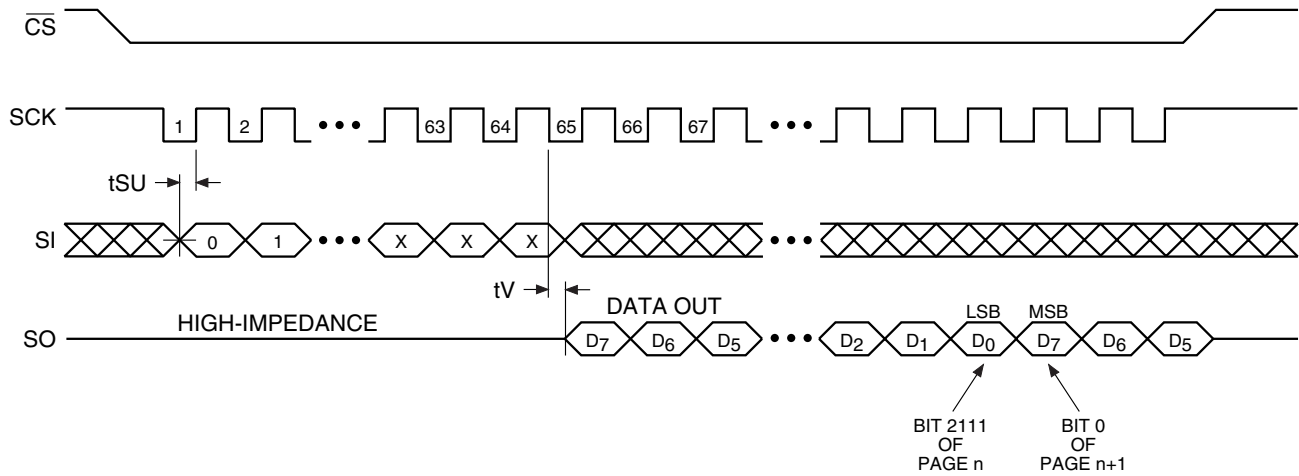 CS
SCK 1 2 ••• 63 64 65 66 67 •••
tSU
SI 0 1 ••• X X X •••
tV
HIGH-IMPEDANCE
DATA OUT
LSB MSB
SO D7 D6 D5 ••• D2 D1 D0 D7 D6 D5
BIT 2111
OF
PAGE n
BIT 0
OF
PAGE n+1